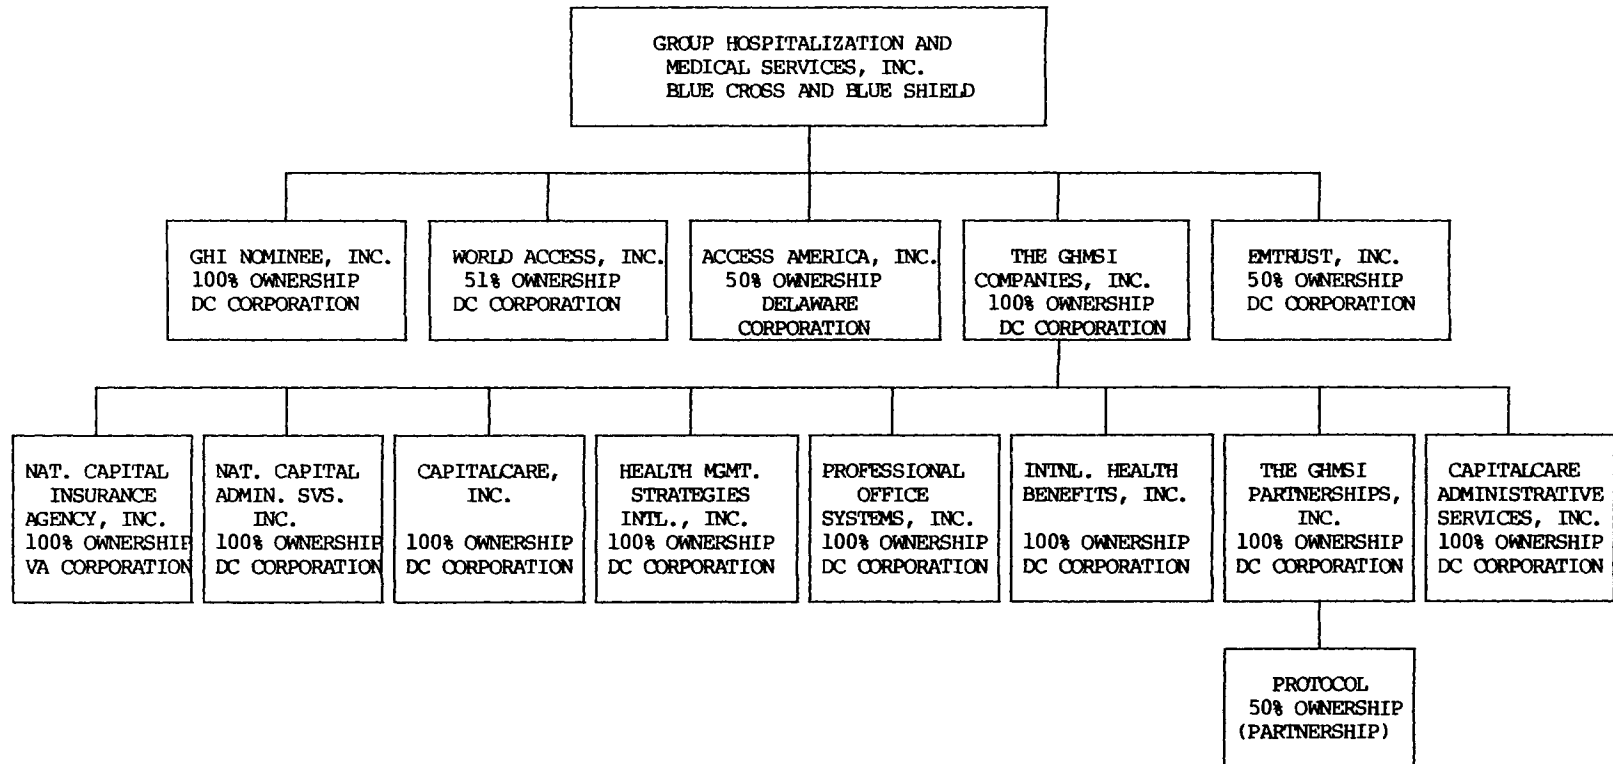 GROUP HOSPITALIZATION AND
MEDICAL SERVICES, INC.
BLUE CROSS AND BLUE SHIELD
GHI NOMINEE, INC.
100% OWNERSHIP
DC CORPORATION
WORLD ACCESS, INC.
51% OWNERSHIP
DC CORPORATION
ACCESS AMERICA, INC.
50% OWNERSHIP
DELAWARE
CORPORATION
THE GHMSI
COMPANIES, INC.
100% OWNERSHIP
DC CORPORATION
EMTRUST, INC.
50% OWNERSHIP
DC CORPORATION
NAT. CAPITAL
INSURANCE
AGENCY, INC.
100% OWNERSHIP
VA CORPORATION
NAT. CAPITAL
ADMIN. SVS.
INC.
100% OWNERSHIP
DC CORPORATION
CAPITALCARE,
INC.
100% OWNERSHIP
DC CORPORATION
HEALTH MGMT.
STRATEGIES
INTL., INC.
100% OWNERSHIP
DC CORPORATION
PROFESSIONAL
OFFICE
SYSTEMS, INC.
100% OWNERSHIP
DC CORPORATION
INTNL. HEALTH
BENEFITS, INC.
100% OWNERSHIP
DC CORPORATION
THE GHMSI
PARTNERSHIPS,
INC.
100% OWNERSHIP
DC CORPORATION
CAPITALCARE
ADMINISTRATIVE
SERVICES, INC.
100% OWNERSHIP
DC CORPORATION
PROTOCOL
50% OWNERSHIP
(PARTNERSHIP)